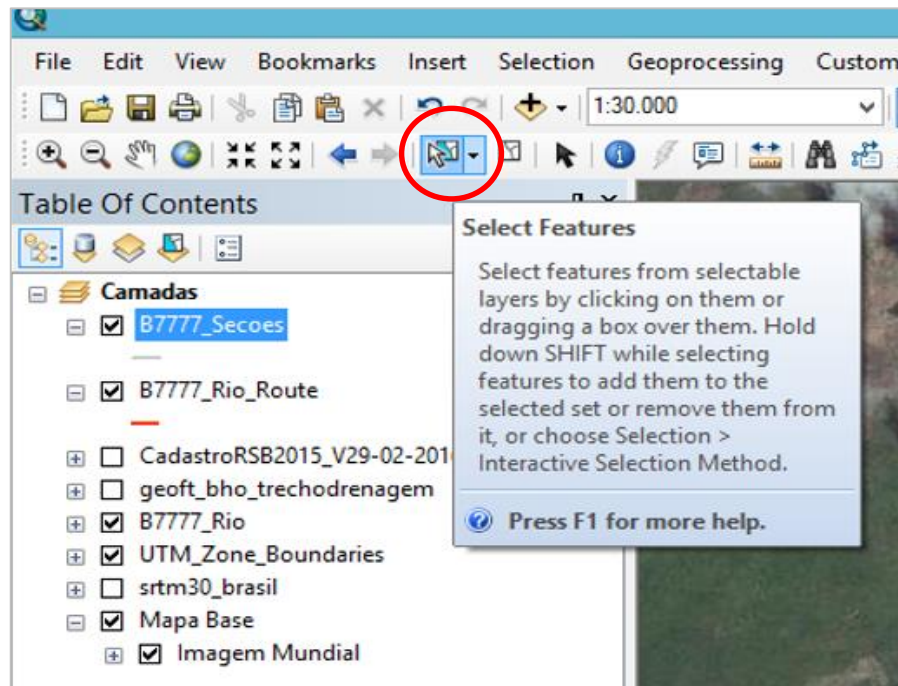 File Edit View Bookmarks Insert Selection Geoprocessing Custom
1:30.000
Table Of Contents
Select Features
Select features from selectable
layers by clicking on them or
dragging a box over them. Hold
down SHIFT while selecting
features to add them to the
selected set or remove them from
it, or choose Selection >
Interactive Selection Method.
Press F1 for more help.
Camadas
B7777_Secoes
B7777_Rio_Route
CadastroRSB2015_V29-02-201
geoft_bho_trechodrenagem
B7777_Rio
UTM_Zone_Boundaries
srtm30_brasil
Mapa Base
Imagem Mundial